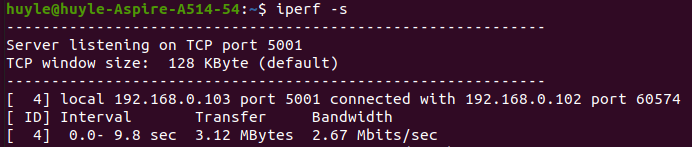 huyle@huyle-Aspire-A514-54:~$ iperf -s
------------------------------------------------------------
Server listening on TCP port 5001
TCP window size:  128 KByte (default)
------------------------------------------------------------
[  4] local 192.168.0.103 port 5001 connected with 192.168.0.102 port 60574
[ ID] Interval       Transfer     Bandwidth
[  4]  0.0- 9.8 sec  3.12 MBytes  2.67 Mbits/sec